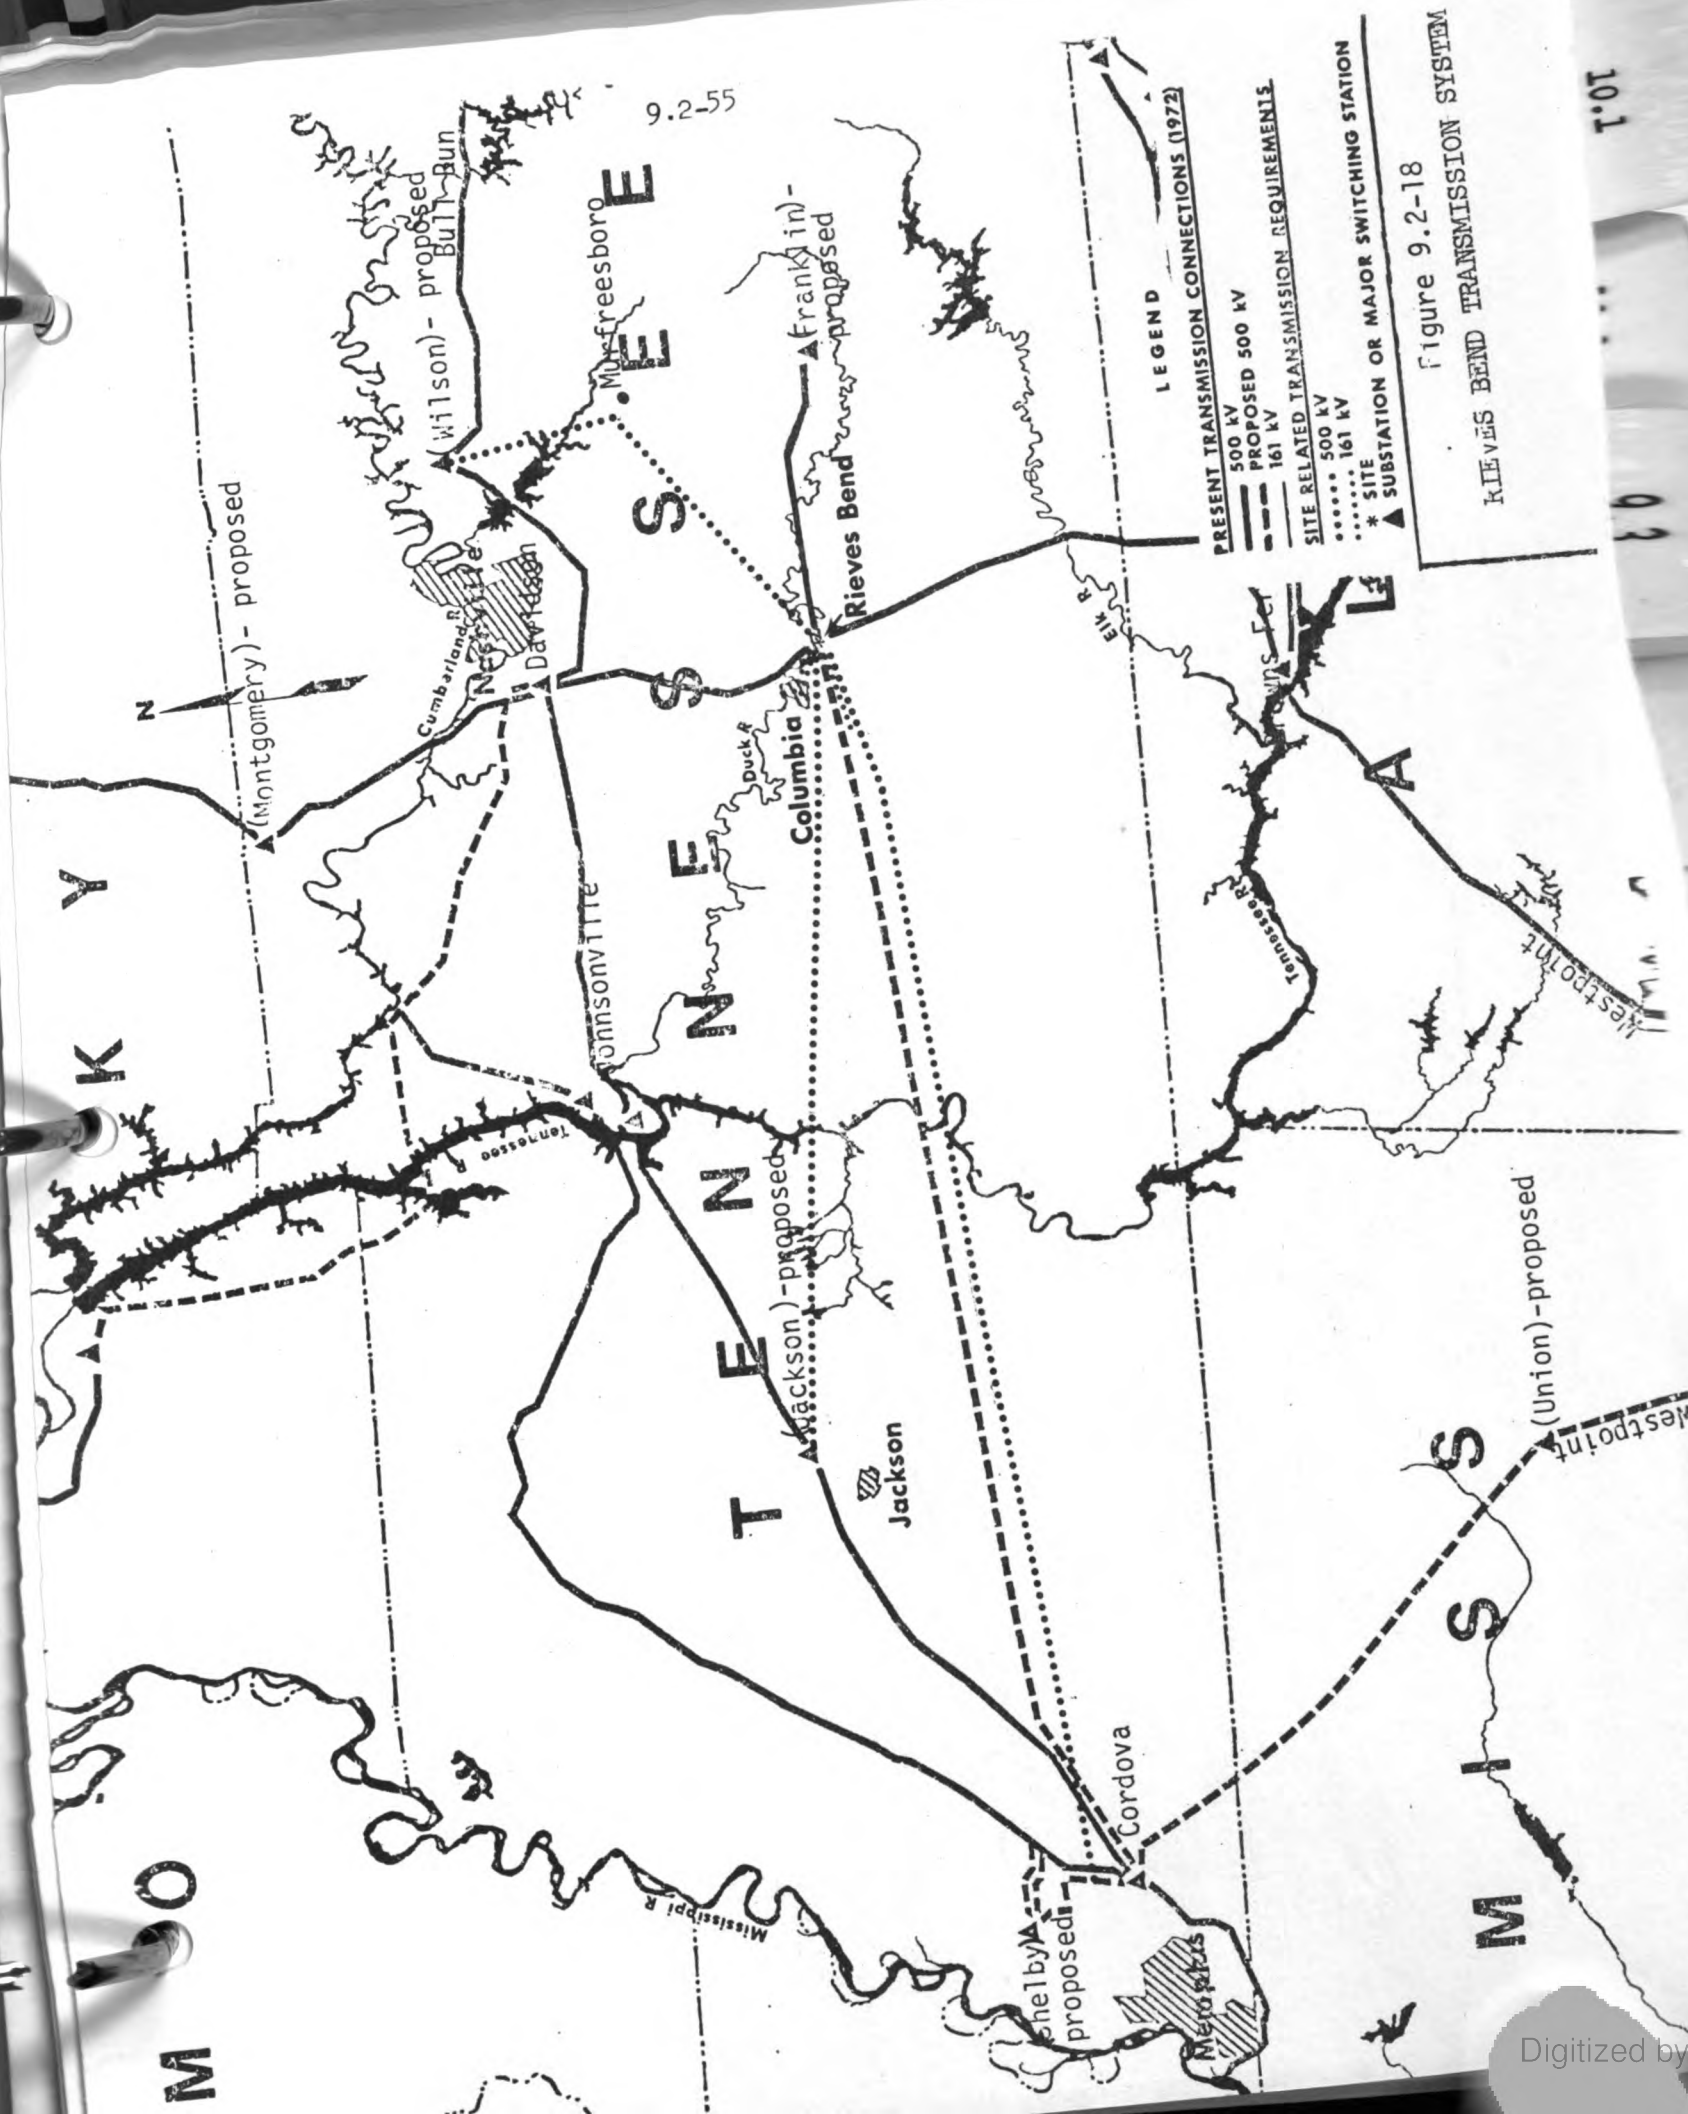 9.2-55
K Y
M O
N
(Montgomery)- proposed
(Wilson)- proposed
Bull Run
Cumberland R
Davidson
Murfreesboro
Johnsonville
Tennessee R
T E N N E S S E E
Duck R
Columbia
(Franklin)-
proposed
Rieves Bend
(Jackson)-proposed
Jackson
Mississippi R
Shelby
proposed
Cordova
Memphis
Elk R
Tennessee R
A L
Westpoint
(Union)-proposed
Westpoint
M I S S
LEGEND
PRESENT TRANSMISSION CONNECTIONS (1972)
500 kV
PROPOSED 500 kV
161 kV
SITE RELATED TRANSMISSION REQUIREMENTS
500 kV
161 kV
* SITE
▲ SUBSTATION OR MAJOR SWITCHING STATION
Figure 9.2-18
RIEVES BEND TRANSMISSION SYSTEM
10.1
9.3
Digitized by